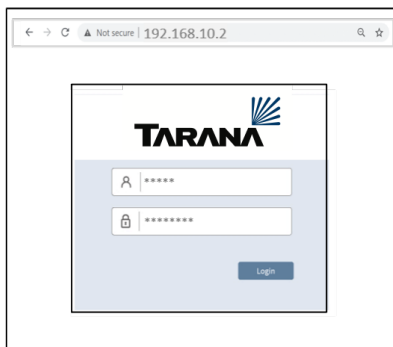 Not secure | 192.168.10.2
TARANA
*****
********
Login